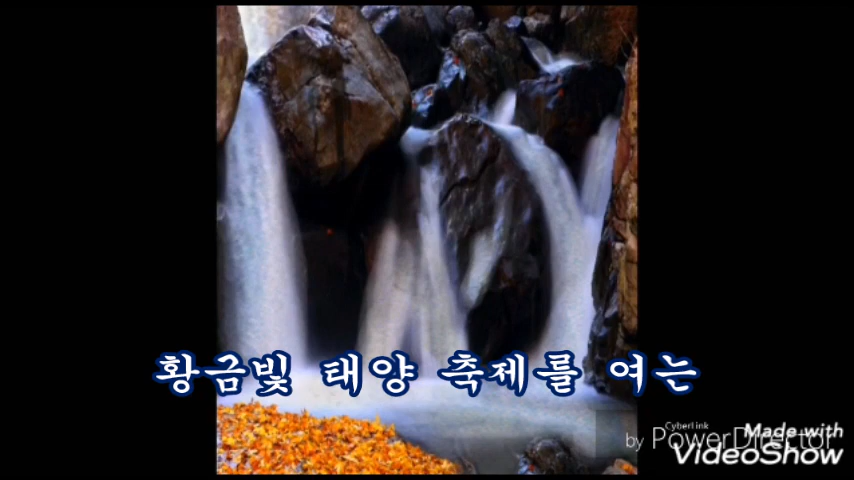 황금빛 태양 축제를 여는
CyberLink
by PowerDirector
Made with
VideoShow